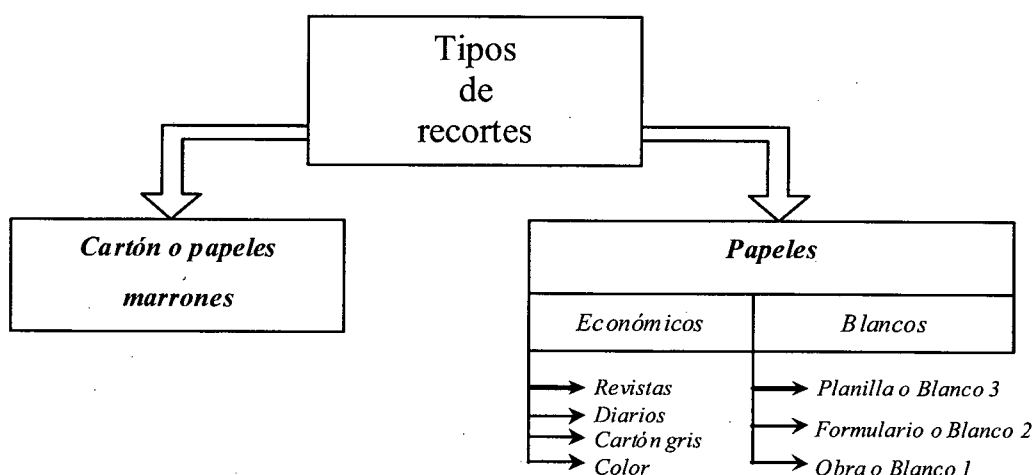 Tipos
de
recortes
Cartón o papeles
marrones
Papeles
Económicos
Blancos
Revistas
Diarios
Cartón gris
Color
Planilla o Blanco 3
Formulario o Blanco 2
Obra o Blanco 1